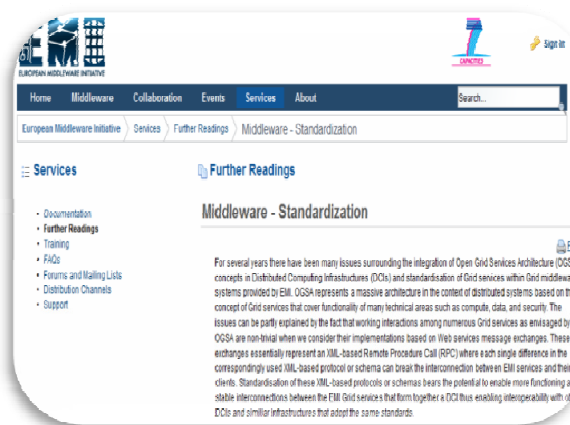 EMI
EUROPEAN MIDDLEWARE INITIATIVE
7
CAPACITIES
Sign In
Home Middleware Collaboration Events Services About
Search...
European Middleware Initiative Services Further Readings Middleware - Standardization
Services
Further Readings
Documentation
Further Readings
Training
FAQs
Forums and Mailing Lists
Distribution Channels
Support
Middleware - Standardization
For several years there have been many issues surrounding the integration of Open Grid Services Architecture (OGS
concepts in Distributed Computing Infrastructures (DCIs) and standardisation of Grid services within Grid middlewa
systems provided by EMI. OGSA represents a massive architecture in the context of distributed systems based on th
concept of Grid services that cover functionality of many technical areas such as compute, data, and security. The
issues can be partly explained by the fact that working interactions among numerous Grid services as envisaged by
OGSA are non-trivial when we consider their implementations based on Web services message exchanges. These
exchanges essentially represent an XML-based Remote Procedure Call (RPC) where each single difference in the
correspondingly used XML-based protocol or schema can break the interconnection between EMI services and their
clients. Standardisation of these XML-based protocols or schemas bears the potential to enable more functioning a
stable interconnections between the EMI Grid services that form together a DCI thus enabling interoperability with ot
DCIs and similiar infrastructures that adopt the same standards.